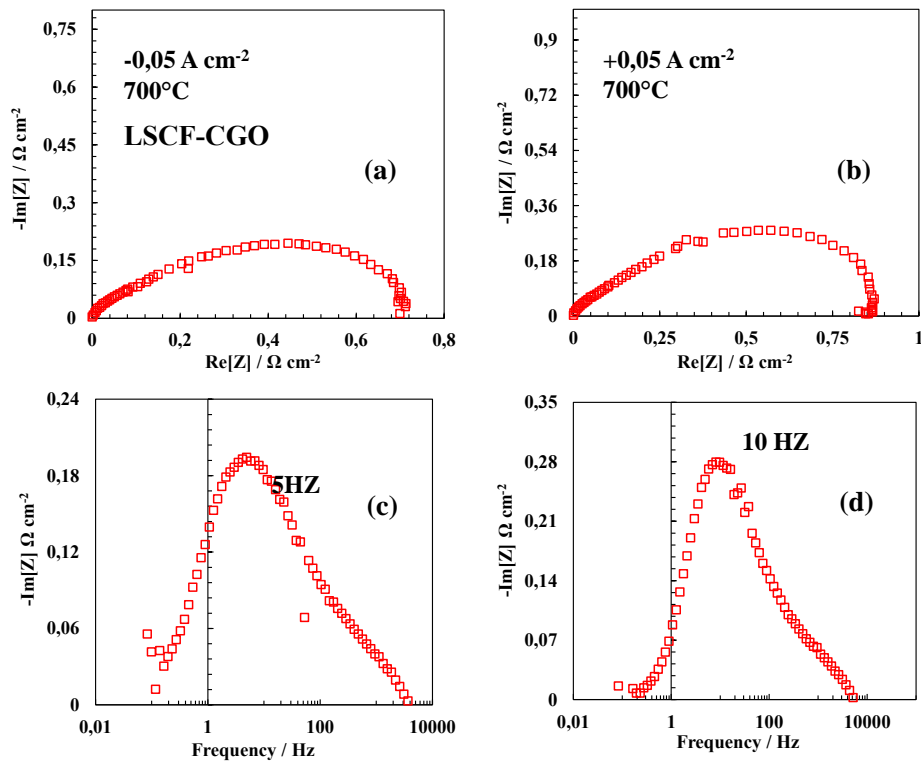 -0,05 A cm-2
700°C
LSCF-CGO
(a)
-Im[Z] / Ω cm-2
0,75
0,6
0,45
0,3
0,15
0
0 0,2 0,4 0,6 0,8
Re[Z] / Ω cm-2
+0,05 A cm-2
700°C
(b)
-Im[Z] / Ω cm-2
0,9
0,72
0,54
0,36
0,18
0
0 0,25 0,5 0,75 1
Re[Z] / Ω cm-2
5HZ
(c)
-Im[Z] Ω cm-2
0,24
0,18
0,12
0,06
0
0,01 1 100 10000
Frequency / Hz
10 HZ
(d)
-Im[Z] Ω cm-2
0,35
0,28
0,21
0,14
0,07
0
0,01 1 100 10000
Frequency / Hz